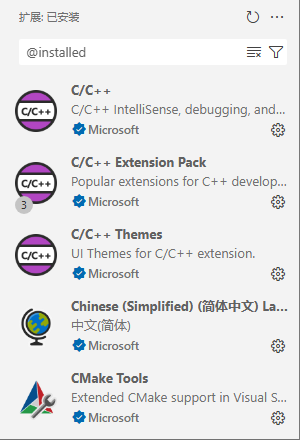 扩展: 已安装
@installed
C/C++
C/C++
C/C++ IntelliSense, debugging, and...
Microsoft
C/C++
3
C/C++ Extension Pack
Popular extensions for C++ develop...
Microsoft
C/C++
C/C++ Themes
UI Themes for C/C++ extension.
Microsoft
Chinese (Simplified) (简体中文) La...
中文(简体)
Microsoft
CMake Tools
Extended CMake support in Visual S...
Microsoft